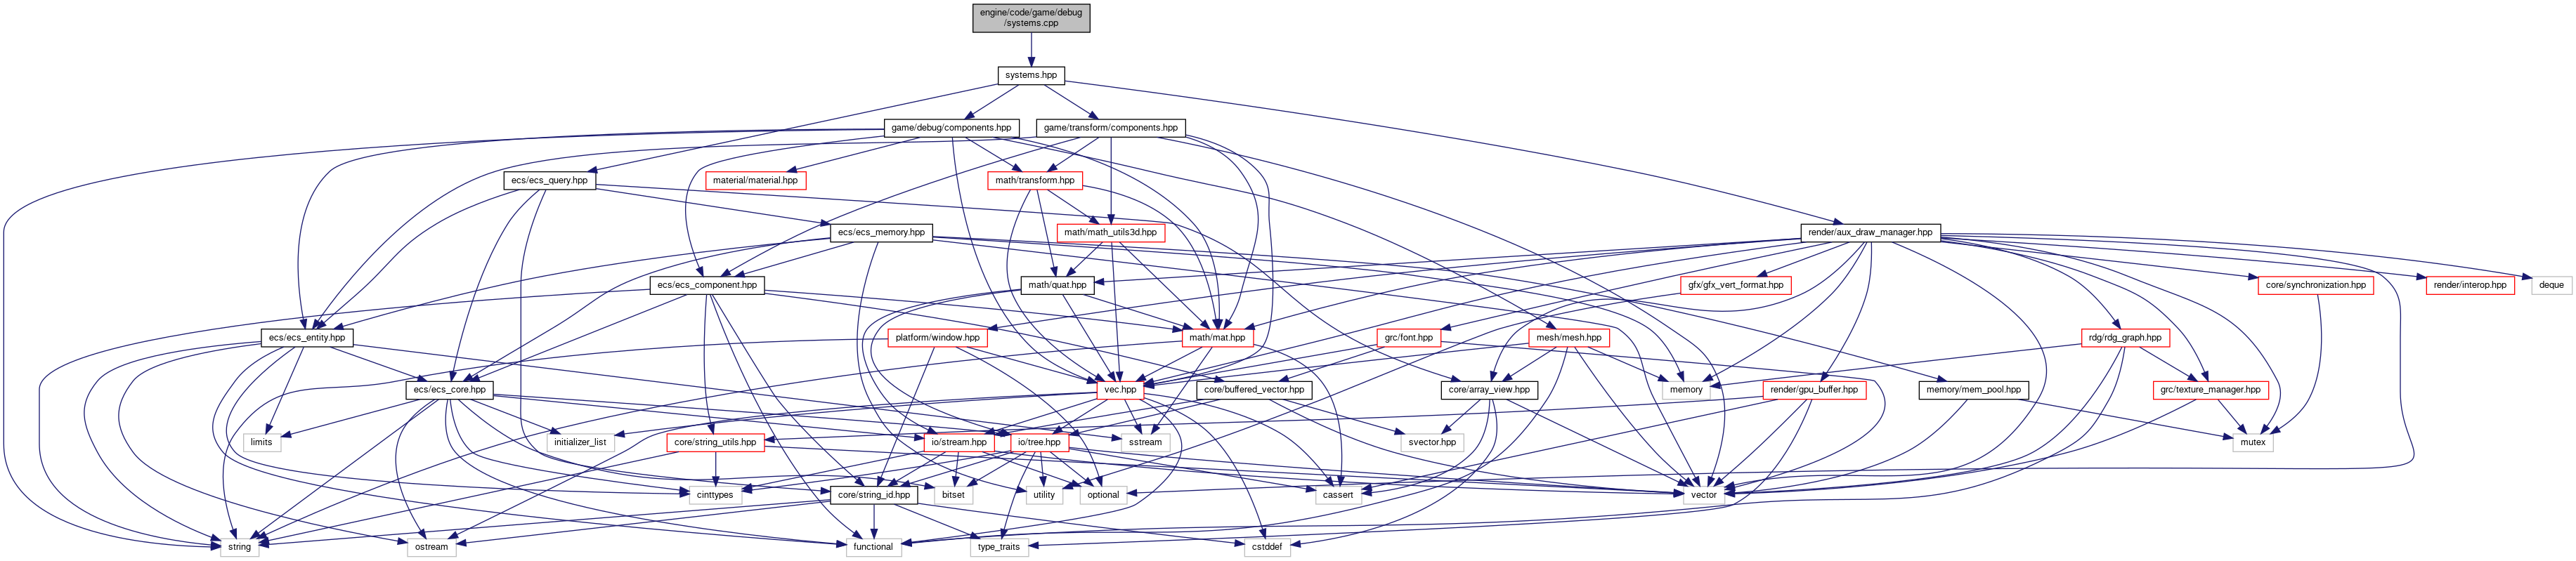 engine/code/game/debug
/systems.cpp
systems.hpp
game/debug/components.hpp
game/transform/components.hpp
ecs/ecs_query.hpp
material/material.hpp
math/transform.hpp
ecs/ecs_memory.hpp
math/math_utils3d.hpp
render/aux_draw_manager.hpp
ecs/ecs_component.hpp
math/quat.hpp
gfx/gfx_vert_format.hpp
core/synchronization.hpp
render/interop.hpp
deque
ecs/ecs_entity.hpp
platform/window.hpp
math/mat.hpp
grc/font.hpp
mesh/mesh.hpp
rdg/rdg_graph.hpp
ecs/ecs_core.hpp
vec.hpp
core/buffered_vector.hpp
core/array_view.hpp
memory
render/gpu_buffer.hpp
memory/mem_pool.hpp
grc/texture_manager.hpp
limits
initializer_list
core/string_utils.hpp
io/stream.hpp
io/tree.hpp
sstream
svector.hpp
mutex
cinttypes
core/string_id.hpp
bitset
utility
optional
cassert
vector
string
ostream
functional
type_traits
cstddef